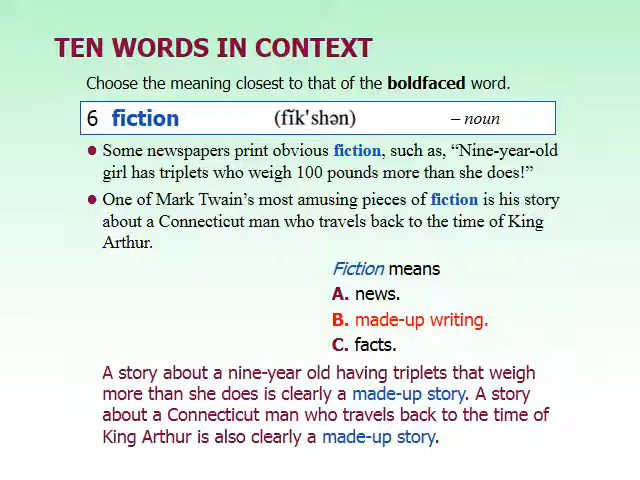 TEN WORDS IN CONTEXT
Choose the meaning closest to that of the boldfaced word.
6 fiction (fĭk′shən) – noun
• Some newspapers print obvious fiction, such as, “Nine-year-old
girl has triplets who weigh 100 pounds more than she does!”
• One of Mark Twain’s most amusing pieces of fiction is his story
about a Connecticut man who travels back to the time of King
Arthur.
Fiction means
A. news.
B. made-up writing.
C. facts.
A story about a nine-year old having triplets that weigh
more than she does is clearly a made-up story. A story
about a Connecticut man who travels back to the time of
King Arthur is also clearly a made-up story.